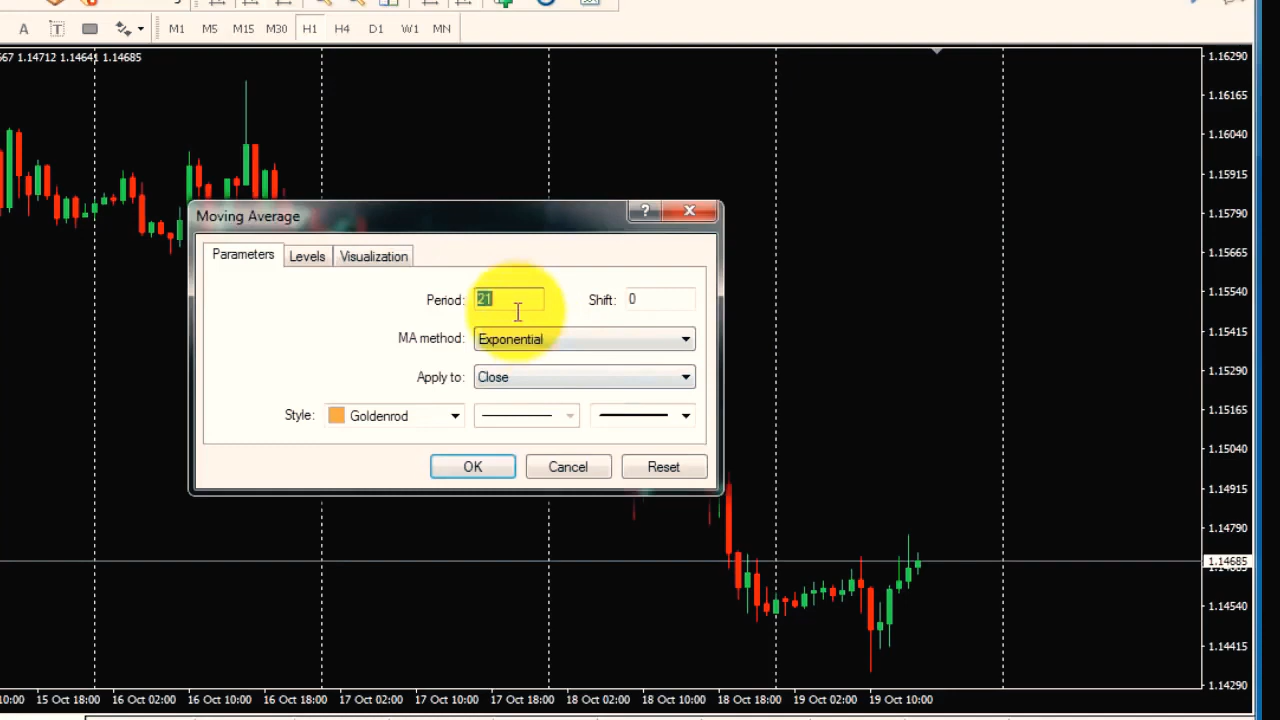 A T M1 M5 M15 M30 H1 H4 D1 W1 MN
667 1.14712 1.14641 1.14685
1.16290
1.16165
1.16040
1.15915
1.15790
1.15665
1.15540
1.15415
1.15290
1.15165
1.15040
1.14915
1.14790
1.14685
1.14540
1.14415
1.14290
Moving Average ?
Parameters Levels Visualization
Period: 21 Shift: 0
MA method: Exponential
Apply to: Close
Style: Goldenrod
OK Cancel Reset
10:00 15 Oct 18:00 16 Oct 02:00 16 Oct 10:00 16 Oct 18:00 17 Oct 02:00 17 Oct 10:00 17 Oct 18:00 18 Oct 02:00 18 Oct 10:00 18 Oct 18:00 19 Oct 02:00 19 Oct 10:00